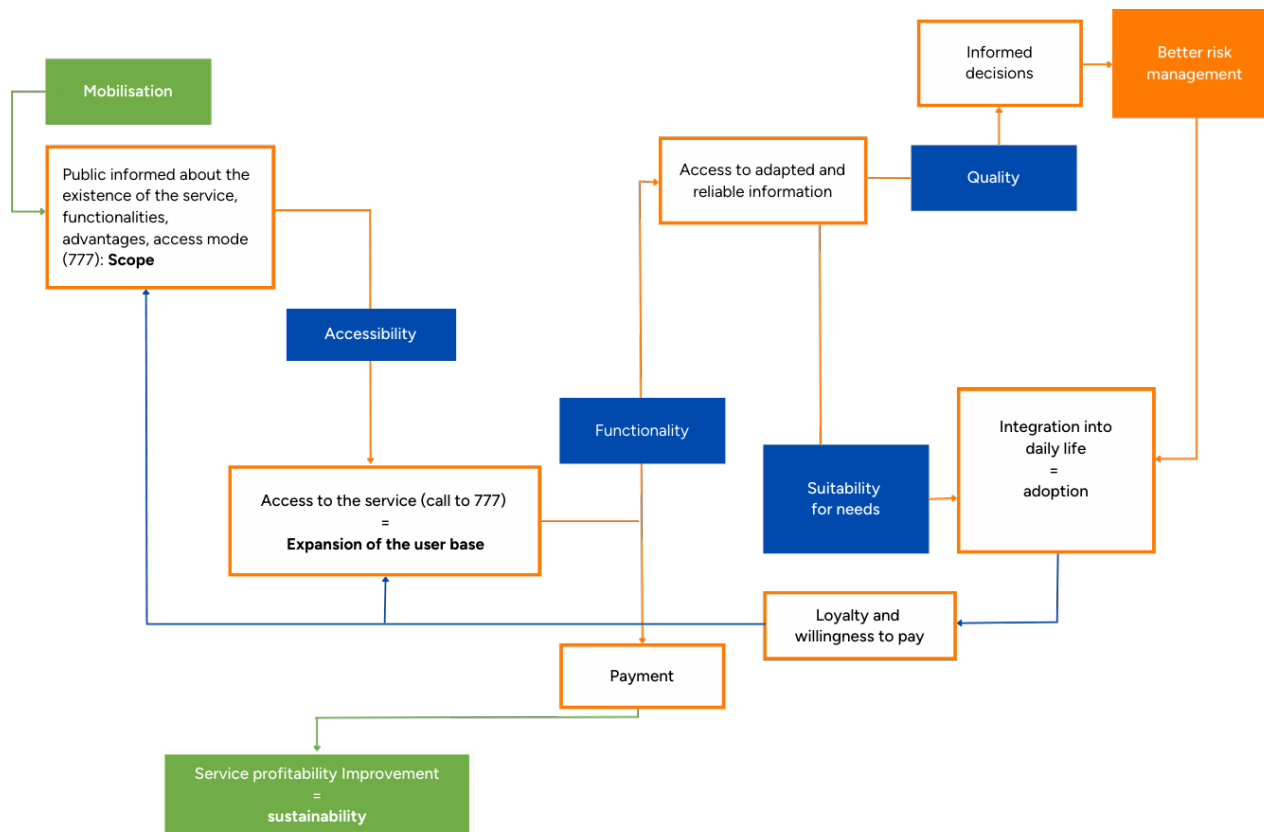 Mobilisation
Public informed about the
existence of the service,
functionalities,
advantages, access mode
(777): Scope
Accessibility
Access to the service (call to 777)
=
Expansion of the user base
Functionality
Access to adapted and
reliable information
Quality
Informed
decisions
Better risk
management
Suitability
for needs
Integration into
daily life
=
adoption
Loyalty and
willingness to pay
Payment
Service profitability Improvement
=
sustainability